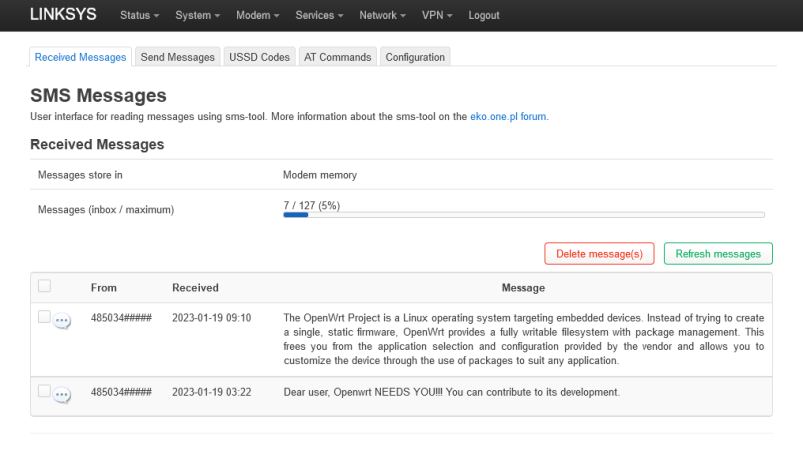 LINKSYS Status System Modem Services Network VPN Logout
Received Messages Send Messages USSD Codes AT Commands Configuration
SMS Messages
User interface for reading messages using sms-tool. More information about the sms-tool on the eko.one.pl forum.
Received Messages
Messages store in Modem memory
Messages (inbox / maximum) 7 / 127 (5%)
Delete message(s) Refresh messages
From Received Message
485034##### 2023-01-19 09:10 The OpenWrt Project is a Linux operating system targeting embedded devices. Instead of trying to create
a single, static firmware, OpenWrt provides a fully writable filesystem with package management. This
frees you from the application selection and configuration provided by the vendor and allows you to
customize the device through the use of packages to suit any application.
485034##### 2023-01-19 03:22 Dear user, Openwrt NEEDS YOU!!! You can contribute to its development.